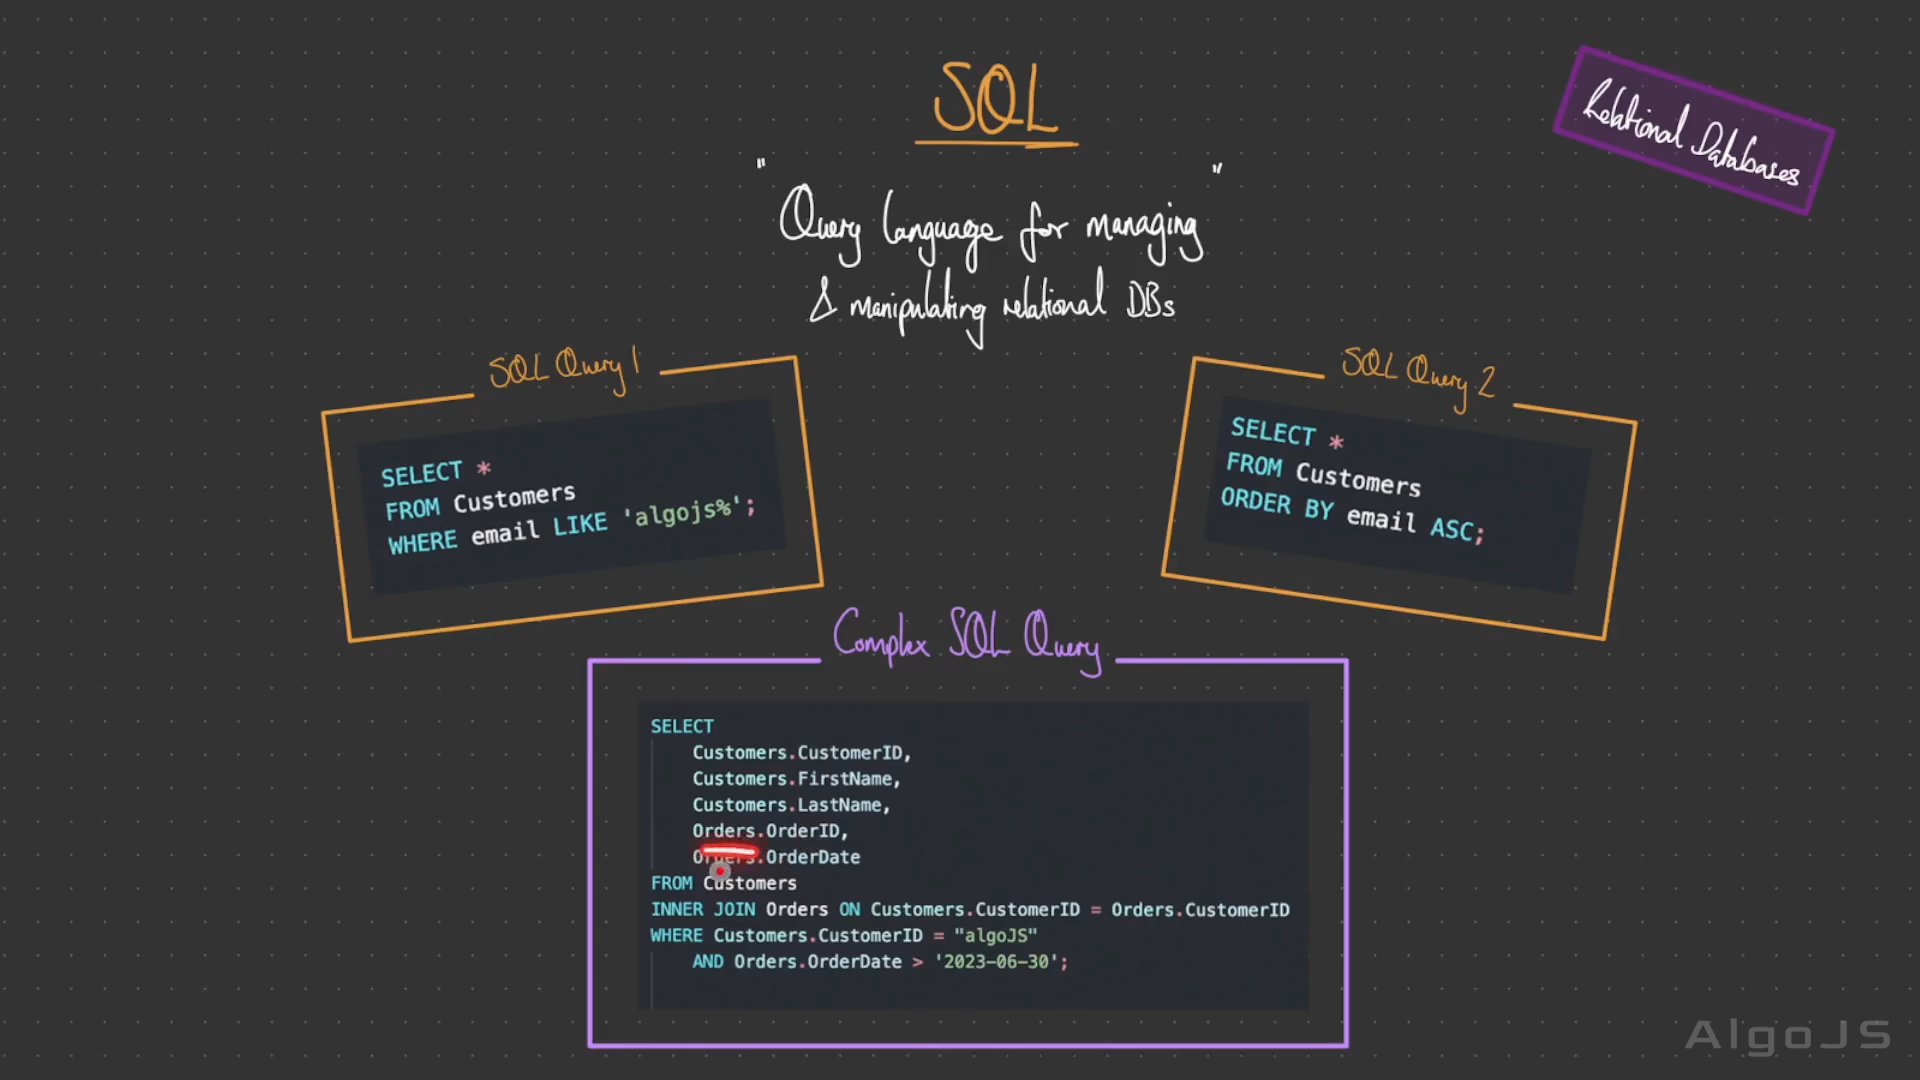 SQL
Relational Databases
"Query language for managing
& manipulating relational DBs"
SQL Query 1
SELECT *
FROM Customers
WHERE email LIKE 'algojs%';
SQL Query 2
SELECT *
FROM Customers
ORDER BY email ASC;
Complex SQL Query
SELECT
Customers.CustomerID,
Customers.FirstName,
Customers.LastName,
Orders.OrderID,
Orders.OrderDate
FROM Customers
INNER JOIN Orders ON Customers.CustomerID = Orders.CustomerID
WHERE Customers.CustomerID = "algoJS"
AND Orders.OrderDate > '2023-06-30';
AlgoJS